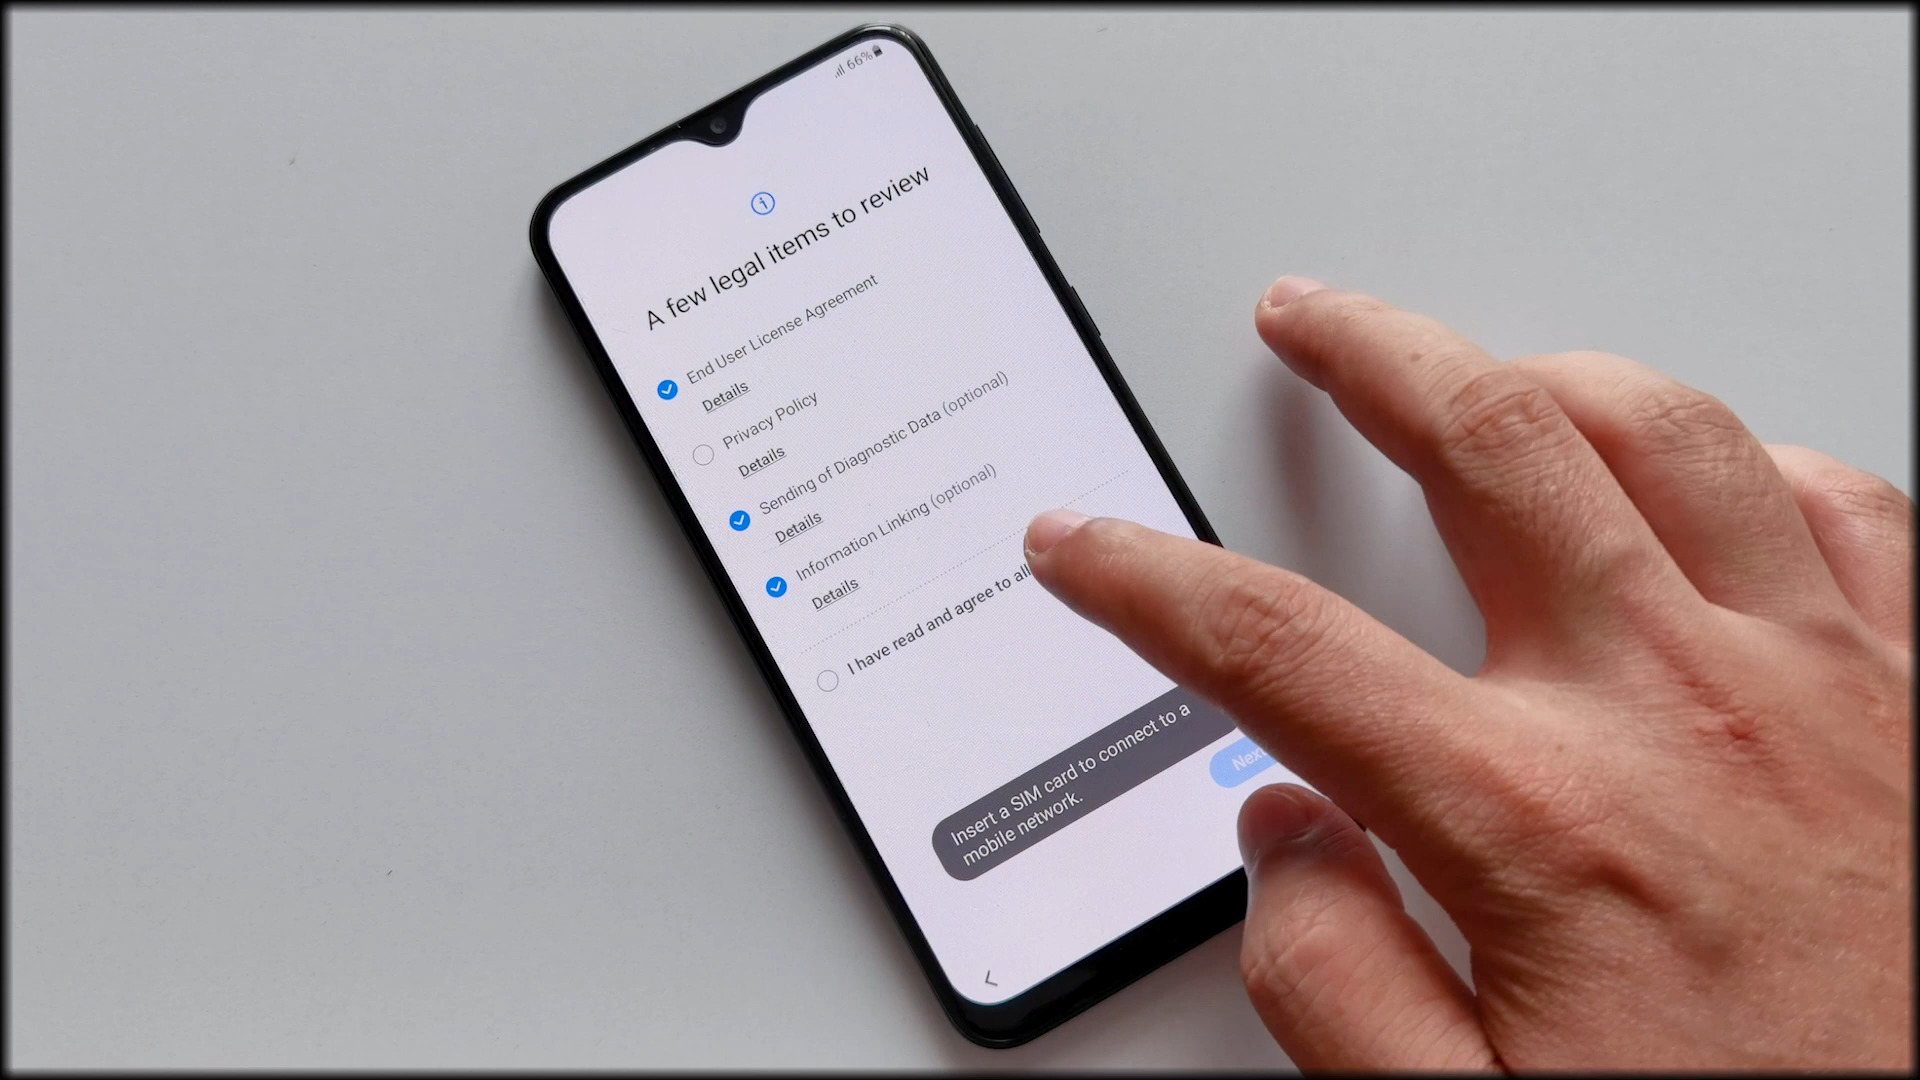 66%
A few legal items to review
End User License Agreement
Details
Privacy Policy
Details
Sending of Diagnostic Data (optional)
Details
Information Linking (optional)
Details
I have read and agree to all
Insert a SIM card to connect to a
mobile network.
Next